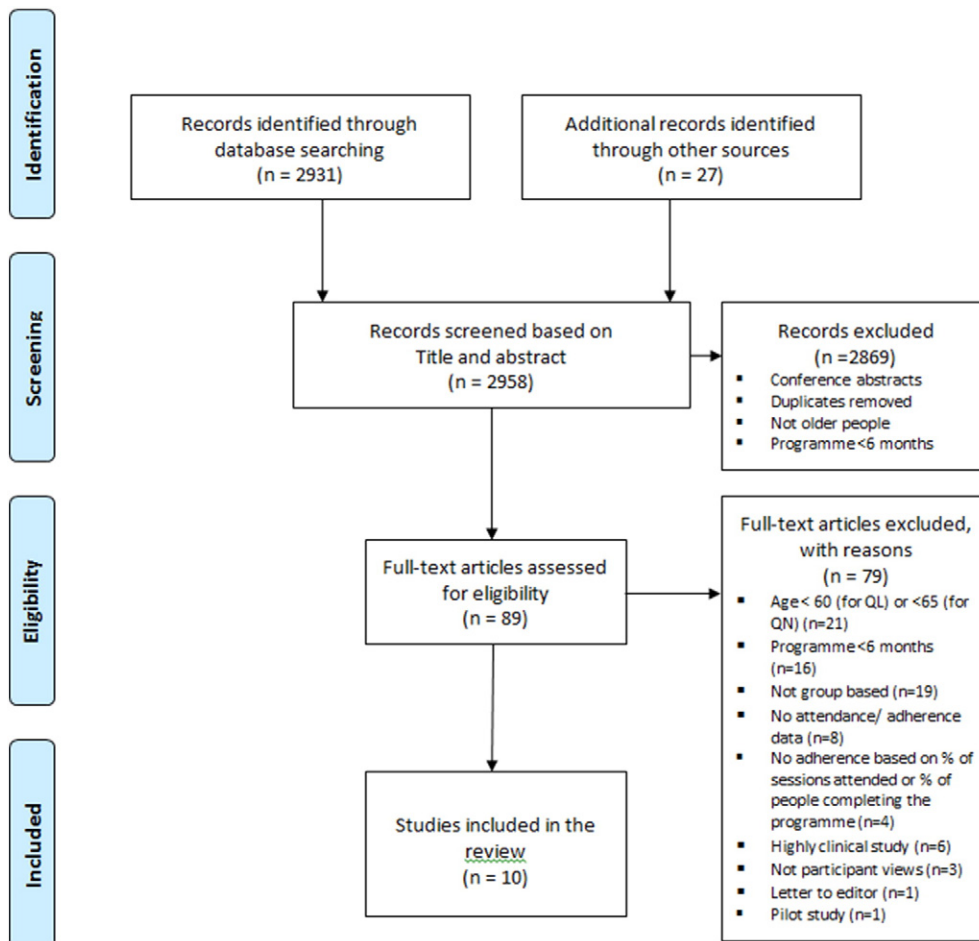 Identification
Records identified through
database searching
(n = 2931)
Additional records identified
through other sources
(n = 27)
Screening
Records screened based on
Title and abstract
(n = 2958)
Records excluded
(n =2869)
▪ Conference abstracts
▪ Duplicates removed
▪ Not older people
▪ Programme <6 months
Eligibility
Full-text articles assessed
for eligibility
(n = 89)
Full-text articles excluded,
with reasons
(n = 79)
▪ Age< 60 (for QL) or <65 (for
QN) (n=21)
▪ Programme <6 months
(n=16)
▪ Not group based (n=19)
▪ No attendance/ adherence
data (n=8)
▪ No adherence based on % of
sessions attended or % of
people completing the
programme (n=4)
▪ Highly clinical study (n=6)
▪ Not participant views (n=3)
▪ Letter to editor (n=1)
▪ Pilot study (n=1)
Included
Studies included in the
review
(n = 10)